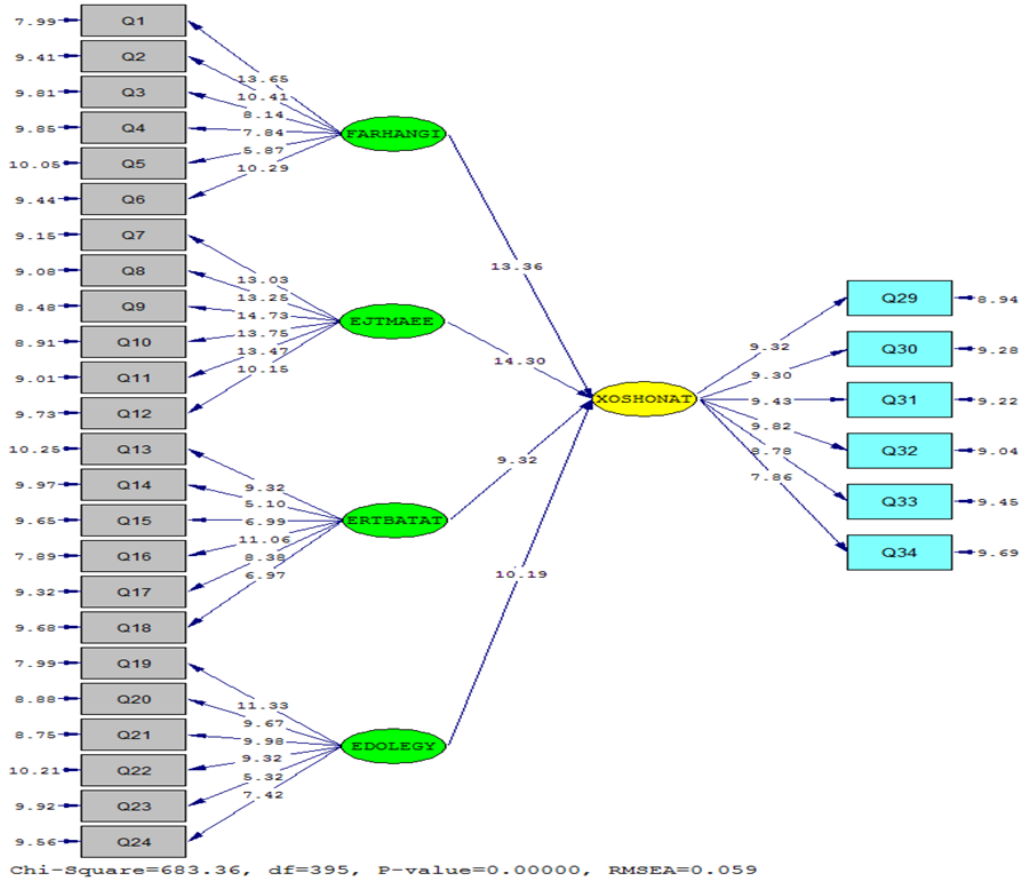 7.99 Q1
9.41 Q2
9.81 Q3
9.85 Q4
10.05 Q5
9.44 Q6
9.15 Q7
9.08 Q8
8.48 Q9
8.91 Q10
9.01 Q11
9.73 Q12
10.25 Q13
9.97 Q14
9.65 Q15
7.89 Q16
9.32 Q17
9.68 Q18
7.99 Q19
8.88 Q20
8.75 Q21
10.21 Q22
9.92 Q23
9.56 Q24
13.65
10.41
8.14
7.84
5.87
10.29
FARHANGI
13.03
13.25
14.73
13.75
13.47
10.15
EJTMAEE
9.32
5.10
6.99
11.06
8.38
6.97
ERTBATAT
11.33
9.67
9.98
9.32
5.32
7.42
EDOLEGY
13.36
14.30
9.32
10.19
XOSHONAT
9.32
9.30
9.43
9.82
8.78
7.86
Q29 8.94
Q30 9.28
Q31 9.22
Q32 9.04
Q33 9.45
Q34 9.69
Chi-Square=683.36, df=395, P-value=0.00000, RMSEA=0.059